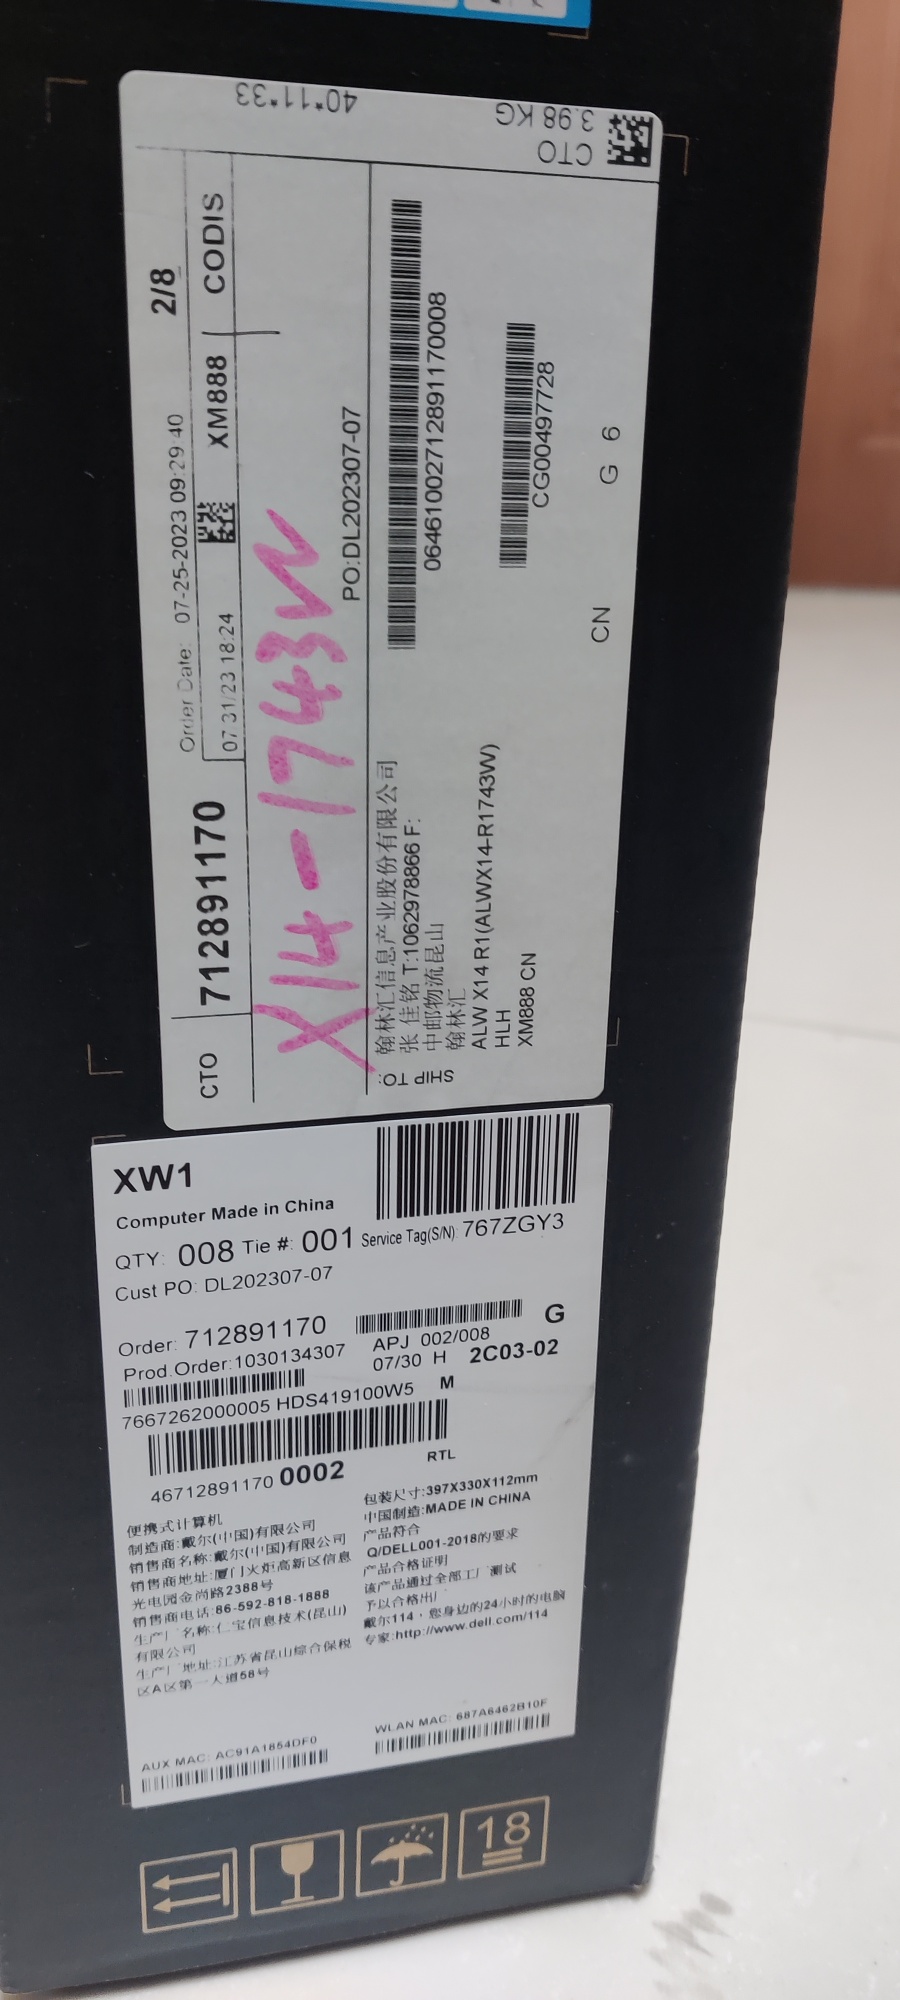 40*11*33
3.98 KG
CTO
2/8
Order Date: 07-25-2023 09:29:40
CTO 712891170
07 31/23 18:24
XM888
CODIS
X14-1743W
PO:DL202307-07
SHIP TO:
翰林汇信息产业股份有限公司
张 佳铭 T:1062978866 F:
中邮物流昆山
翰林汇
ALW X14 R1(ALWX14-R1743W)
HLH
XM888 CN
06461002712891170008
CG00497728
CN G 6
XW1
Computer Made in China
QTY: 008 Tie #: 001 Service Tag(S/N): 767ZGY3
Cust PO: DL202307-07
Order: 712891170
G
Prod.Order:1030134307
APJ 002/008
07/30 H 2C03-02
7667262000005 HDS419100W5 M
46712891170 0002
RTL
便携式计算机
制造商:戴尔(中国)有限公司
销售商名称:戴尔(中国)有限公司
销售商地址:厦门火炬高新区信息
光电园金尚路2388号
销售商电话:86-592-818-1888
生产厂名称:仁宝信息技术(昆山)
有限公司
生产厂地址:江苏省昆山综合保税
区A区第一大道58号
包装尺寸:397X330X112mm
中国制造:MADE IN CHINA
产品符合
Q/DELL001-2018的要求
产品合格证明
该产品通过全部工厂测试
予以合格出厂
戴尔114·您身边的24小时的电脑
专家:http://www.dell.com/114
AUX MAC: AC91A1854DF0
WLAN MAC: 687A6462B10F
18